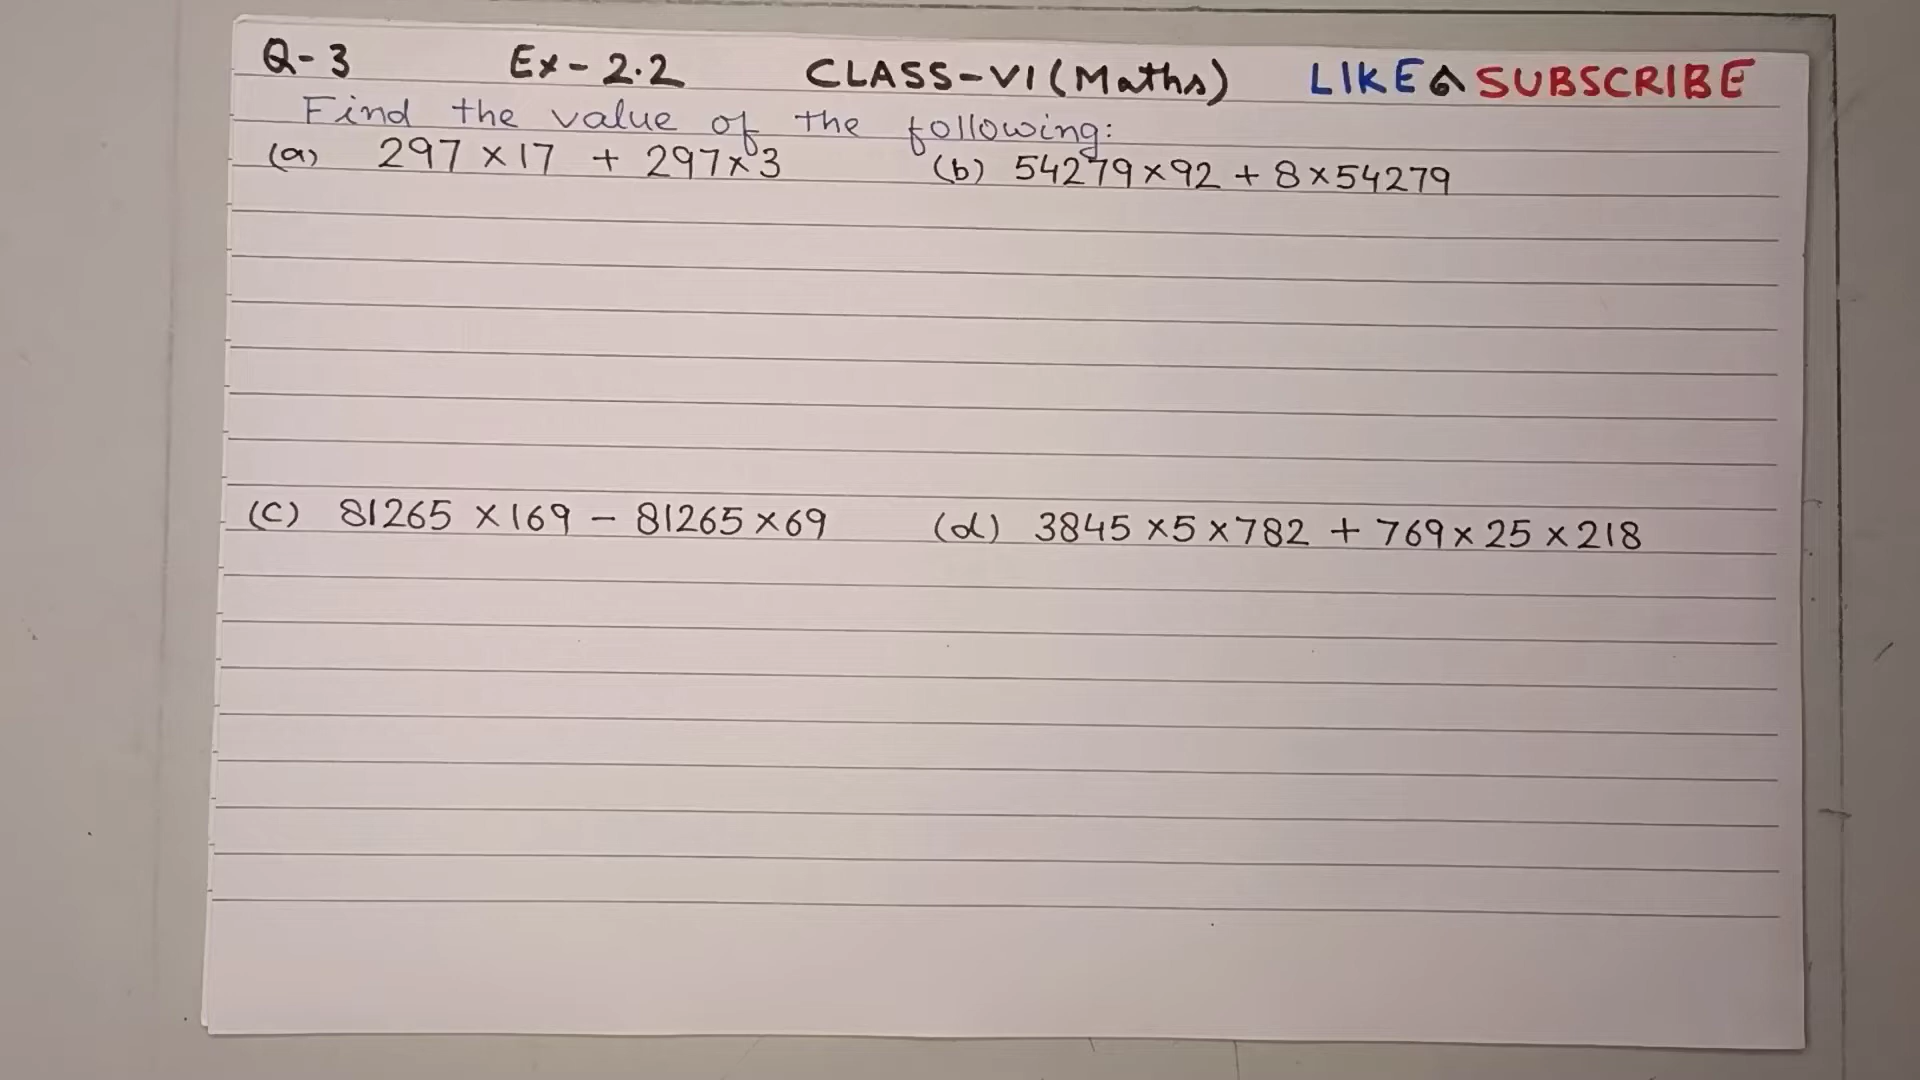 Q-3 Ex-2.2 CLASS-VI (Maths) LIKE & SUBSCRIBE
Find the value of the following:
(a) 297 × 17 + 297 × 3 (b) 54279 × 92 + 8 × 54279
(c) 81265 × 169 - 81265 × 69 (d) 3845 × 5 × 782 + 769 × 25 × 218